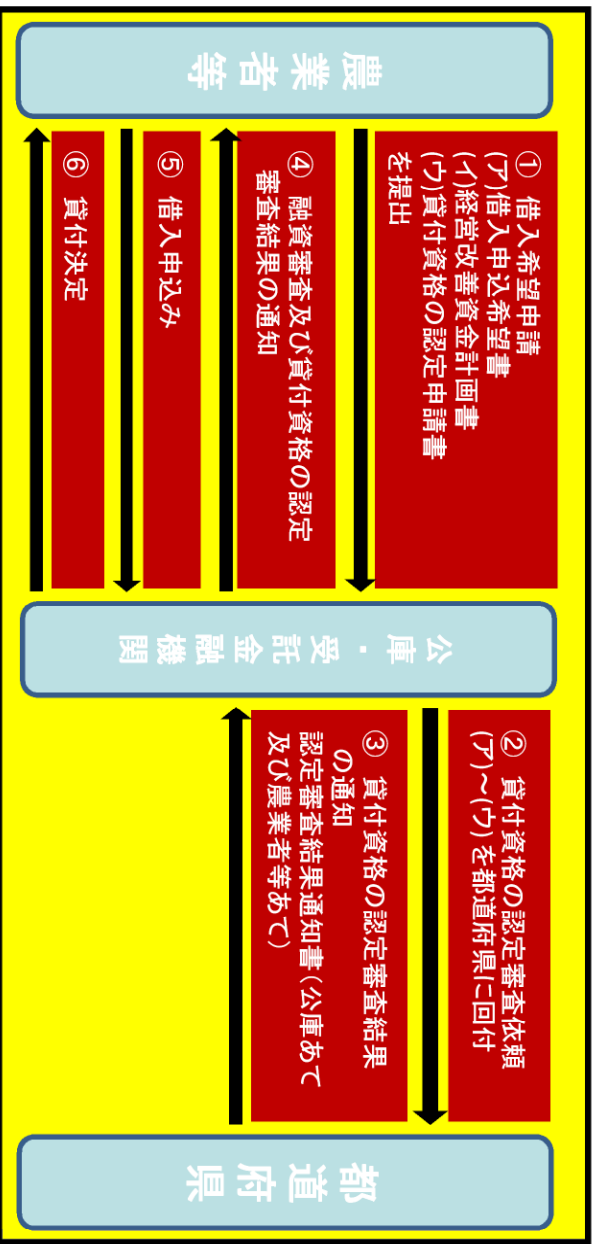 農業者等
① 借入希望申請
(ア)借入申込希望書
(イ)経営改善資金計画書
(ウ)貸付資格の認定申請書
を提出
④ 融資審査及び貸付資格の認定
審査結果の通知
⑤ 借入申込み
⑥ 貸付決定
公庫・受託金融機関
② 貸付資格の認定審査依頼
(ア)～(ウ)を都道府県に回付
③ 貸付資格の認定審査結果
の通知
認定審査結果通知書(公庫あて
及び農業者等あて)
都道府県